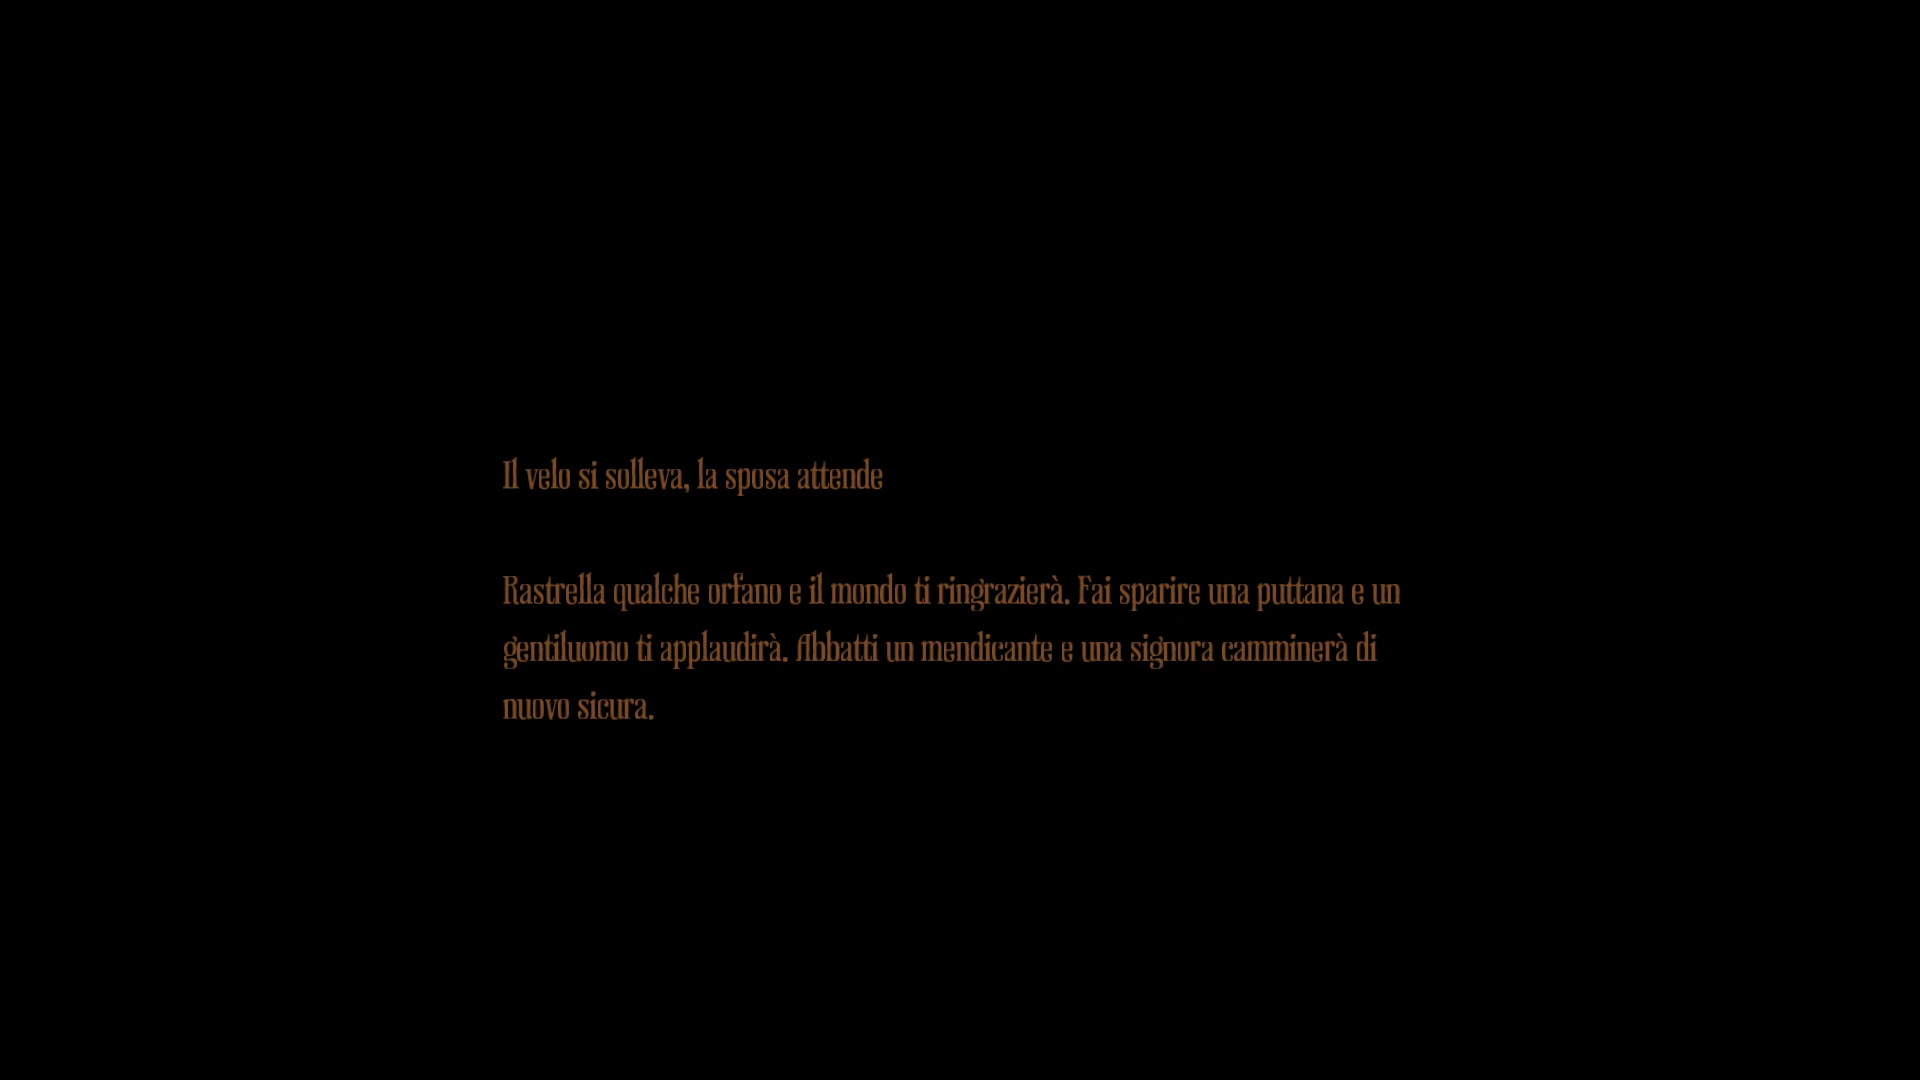 Il velo si solleva, la sposa attende
Rastrella qualche orfano e il mondo ti ringrazierà. Fai sparire una puttana e un
gentiluomo ti applaudirà. Abbatti un mendicante e una signora camminerà di
nuovo sicura.